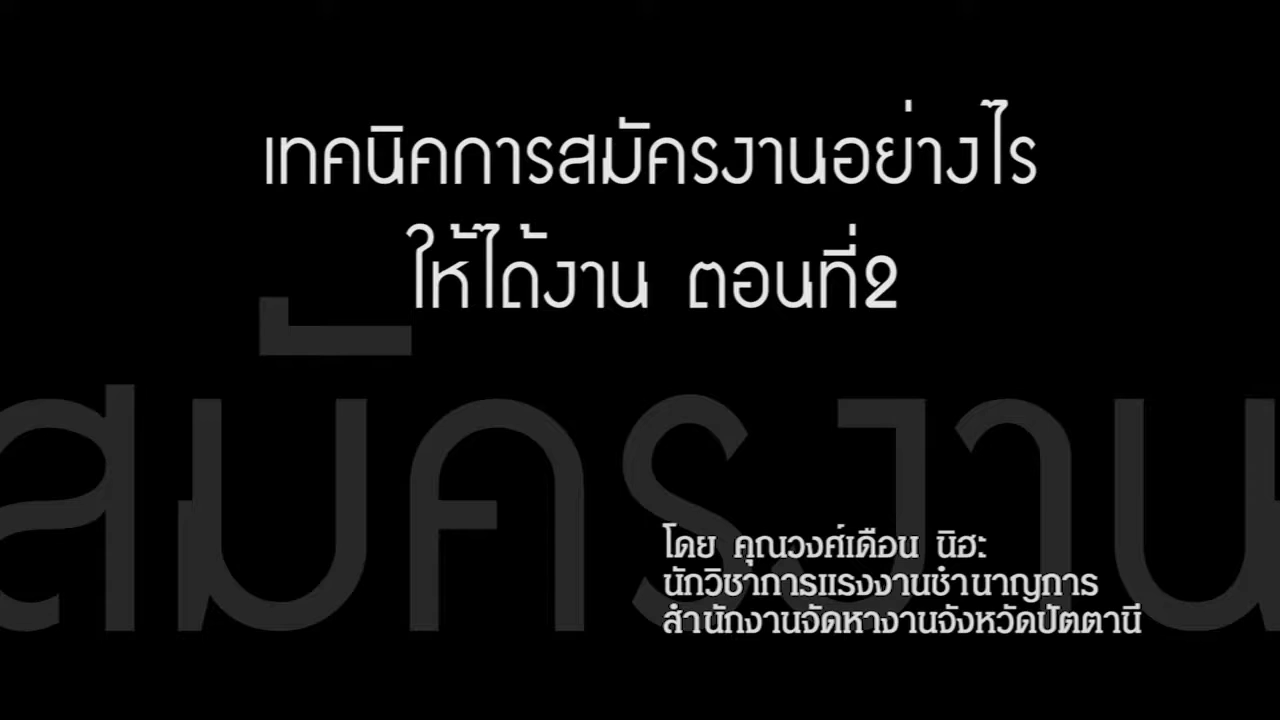 เทคนิคการสมัครงานอย่างไร
ให้ได้งาน ตอนที่2
สมัครงาน
โดย คุณวงศ์เดือน นิฮะ
นักวิชาการแรงงานชำนาญการ
สำนักงานจัดหางานจังหวัดปัตตานี